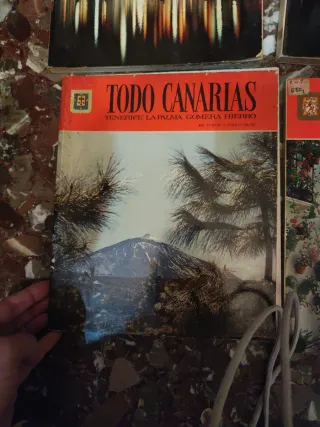 TODO CANARIAS
TENERIFE LA PALMA GOMERA HIERRO